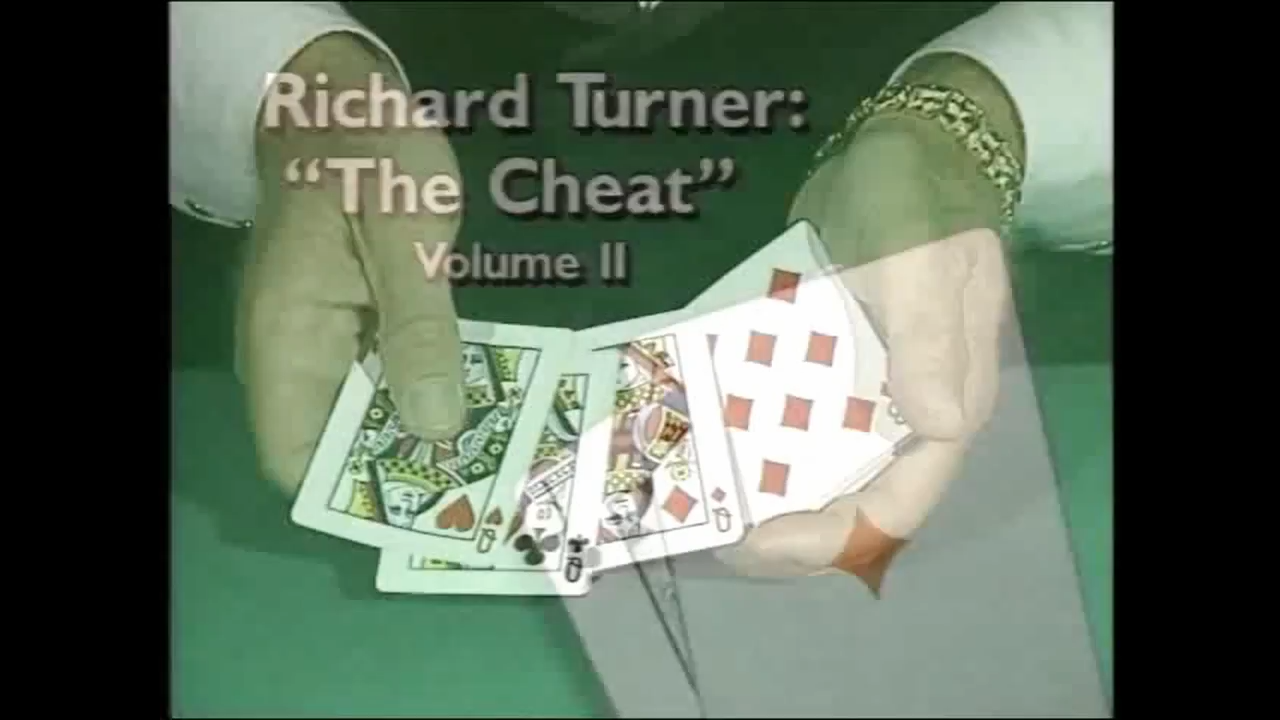 Richard Turner:
“The Cheat”
Volume II
Q
Q
Q